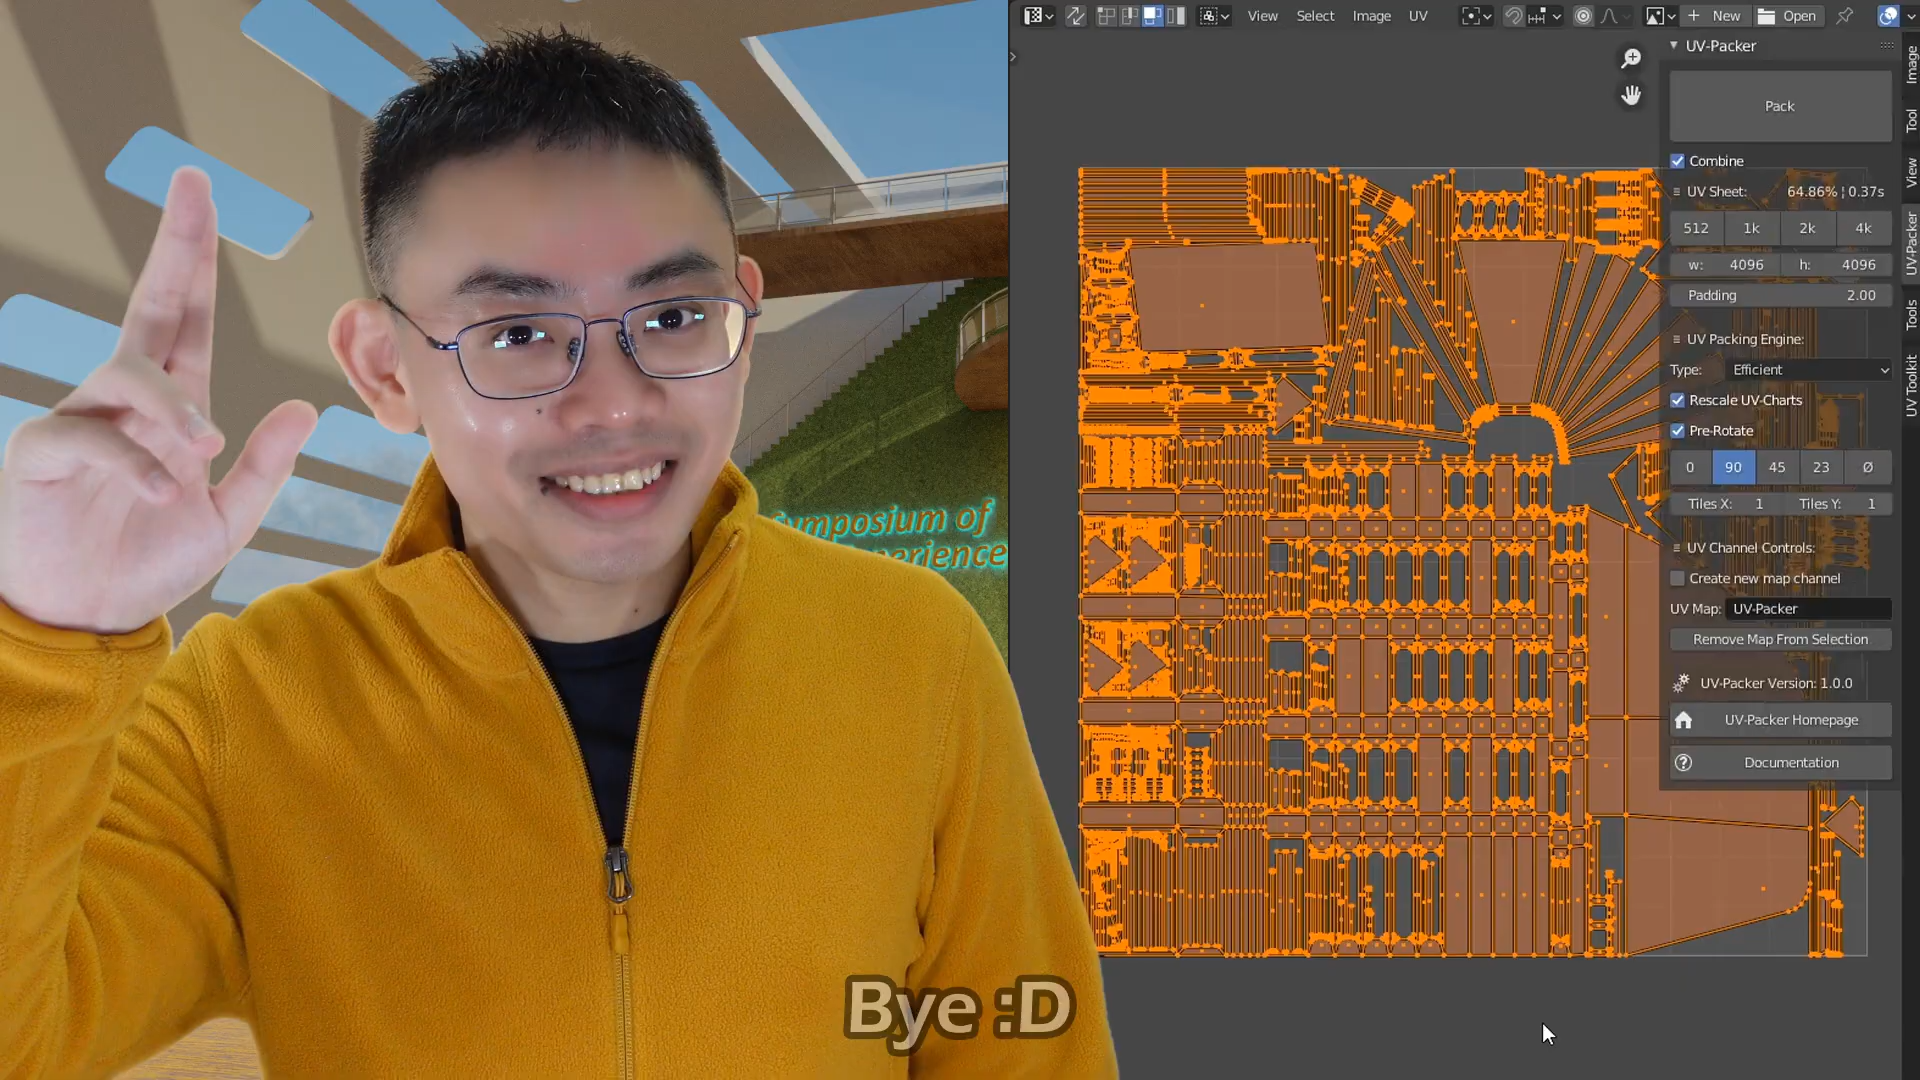 View Select Image UV
New Open
UV-Packer
Pack
Combine
UV Sheet: 64.86% ¦ 0.37s
512 1k 2k 4k
w: 4096 h: 4096
Padding 2.00
UV Packing Engine:
Type: Efficient
Rescale UV-Charts
Pre-Rotate
0 90 45 23 Ø
Tiles X: 1 Tiles Y: 1
UV Channel Controls:
Create new map channel
UV Map: UV-Packer
Remove Map From Selection
UV-Packer Version: 1.0.0
UV-Packer Homepage
Documentation
Image
Tool
View
UV-Packer
Tools
UV Toolkit
Symposium of
Bye :D